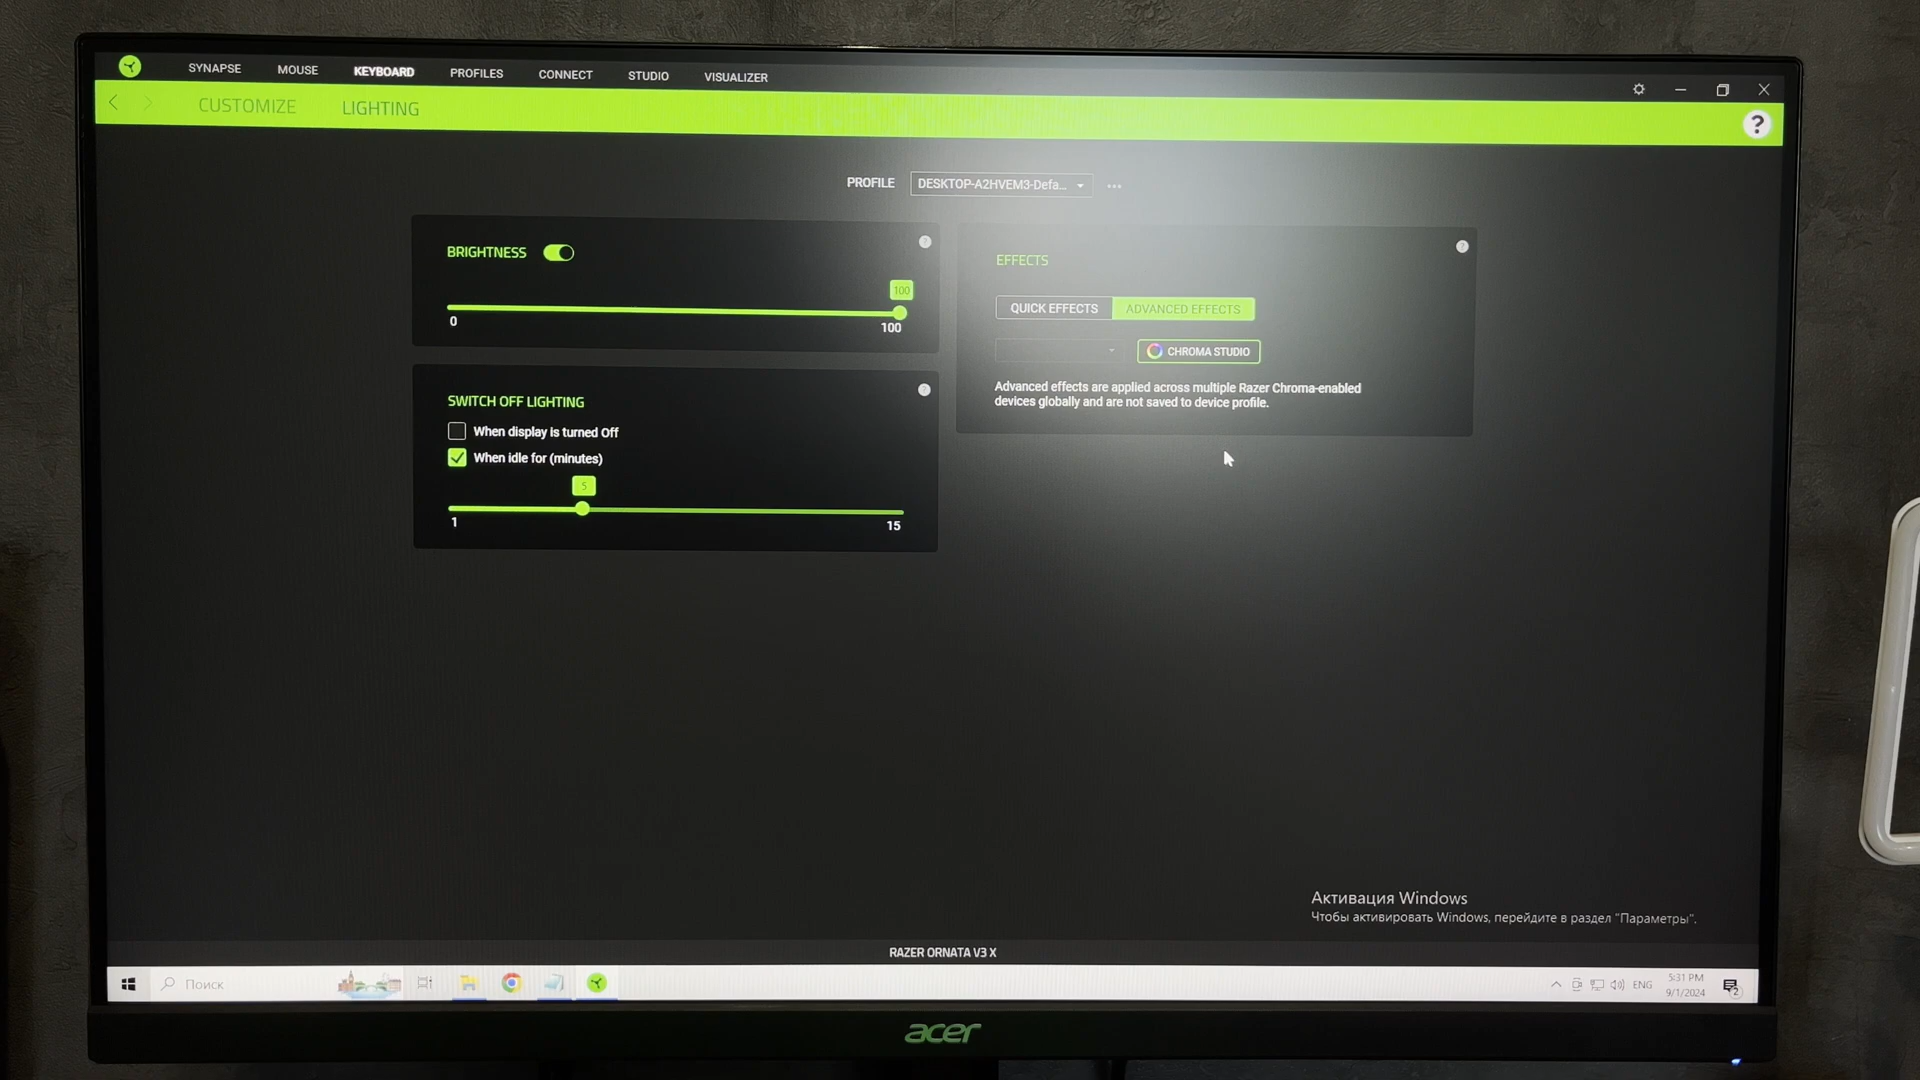 SYNAPSE MOUSE KEYBOARD PROFILES CONNECT STUDIO VISUALIZER
CUSTOMIZE LIGHTING
?
PROFILE DESKTOP-A2HVEM3-Defa... ...
BRIGHTNESS
?
100
0 100
SWITCH OFF LIGHTING
?
When display is turned Off
When idle for (minutes)
5
1 15
EFFECTS
?
QUICK EFFECTS ADVANCED EFFECTS
CHROMA STUDIO
Advanced effects are applied across multiple Razer Chroma-enabled
devices globally and are not saved to device profile.
Активация Windows
Чтобы активировать Windows, перейдите в раздел "Параметры".
RAZER ORNATA V3 X
Поиск
ENG
5:31 PM
9/1/2024
2
acer